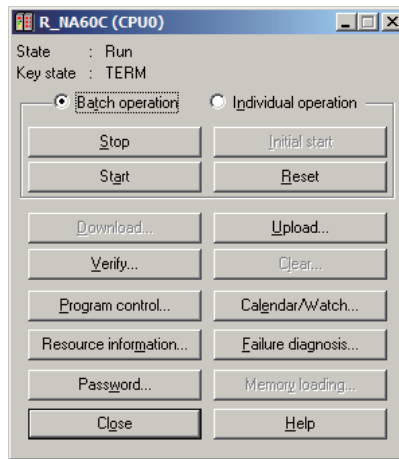 R_NA60C (CPU0)
State : Run
Key state : TERM
Batch operation Individual operation
Stop Initial start
Start Reset
Download... Upload...
Verify... Clear...
Program control... Calendar/Watch...
Resource information... Failure diagnosis...
Password... Memory loading...
Close Help